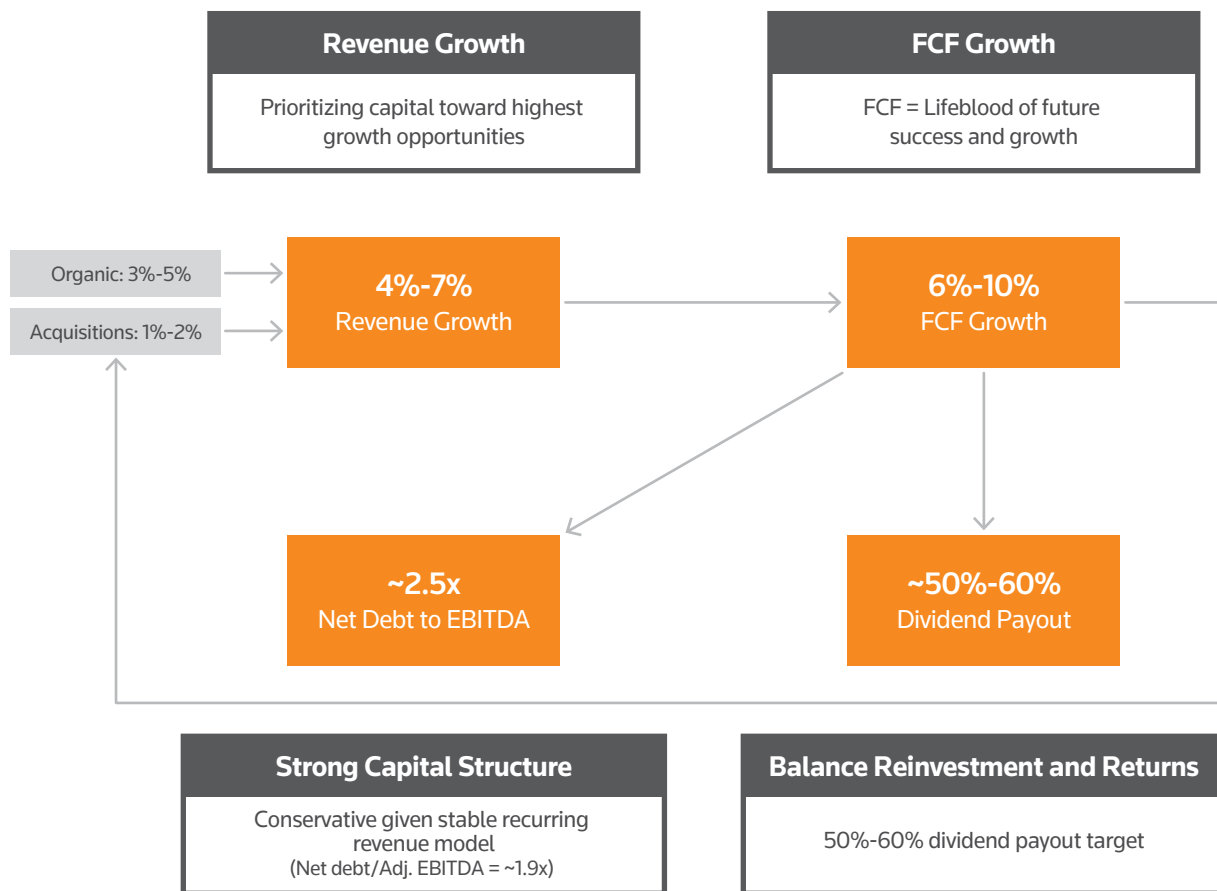 Revenue Growth
Prioritizing capital toward highest
growth opportunities
FCF Growth
FCF = Lifeblood of future
success and growth
Organic: 3%-5%
Acquisitions: 1%-2%
4%-7%
Revenue Growth
6%-10%
FCF Growth
~2.5x
Net Debt to EBITDA
~50%-60%
Dividend Payout
Strong Capital Structure
Conservative given stable recurring
revenue model
(Net debt/Adj. EBITDA = ~1.9x)
Balance Reinvestment and Returns
50%-60% dividend payout target